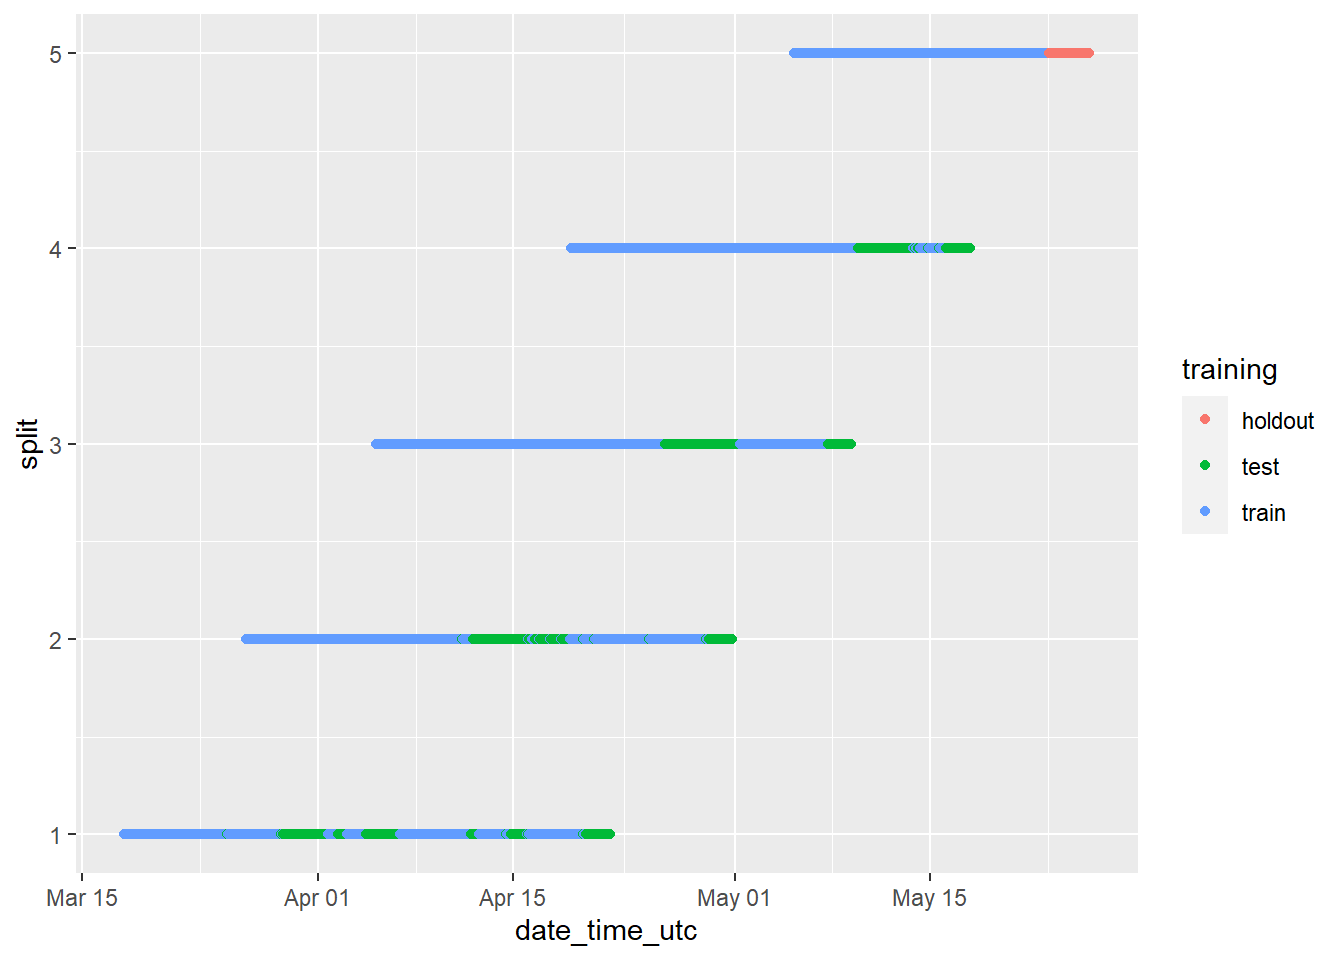 5
4
3
2
1
split
Mar 15
Apr 01
Apr 15
May 01
May 15
date_time_utc
training
holdout
test
train